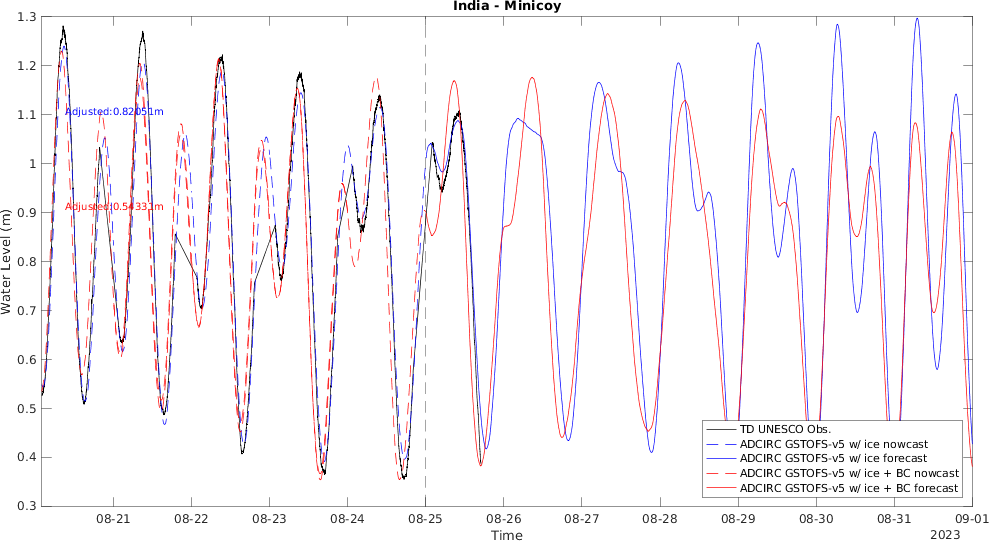 India - Minicoy
1.3
1.2
1.1
1
0.9
0.8
0.7
0.6
0.5
0.4
0.3
Water Level (m)
Adjusted:0.82051m
Adjusted:0.54331m
TD UNESCO Obs.
ADCIRC GSTOFS-v5 w/ ice nowcast
ADCIRC GSTOFS-v5 w/ ice forecast
ADCIRC GSTOFS-v5 w/ ice + BC nowcast
ADCIRC GSTOFS-v5 w/ ice + BC forecast
08-21 08-22 08-23 08-24 08-25 08-26 08-27 08-28 08-29 08-30 08-31 09-01
Time
2023